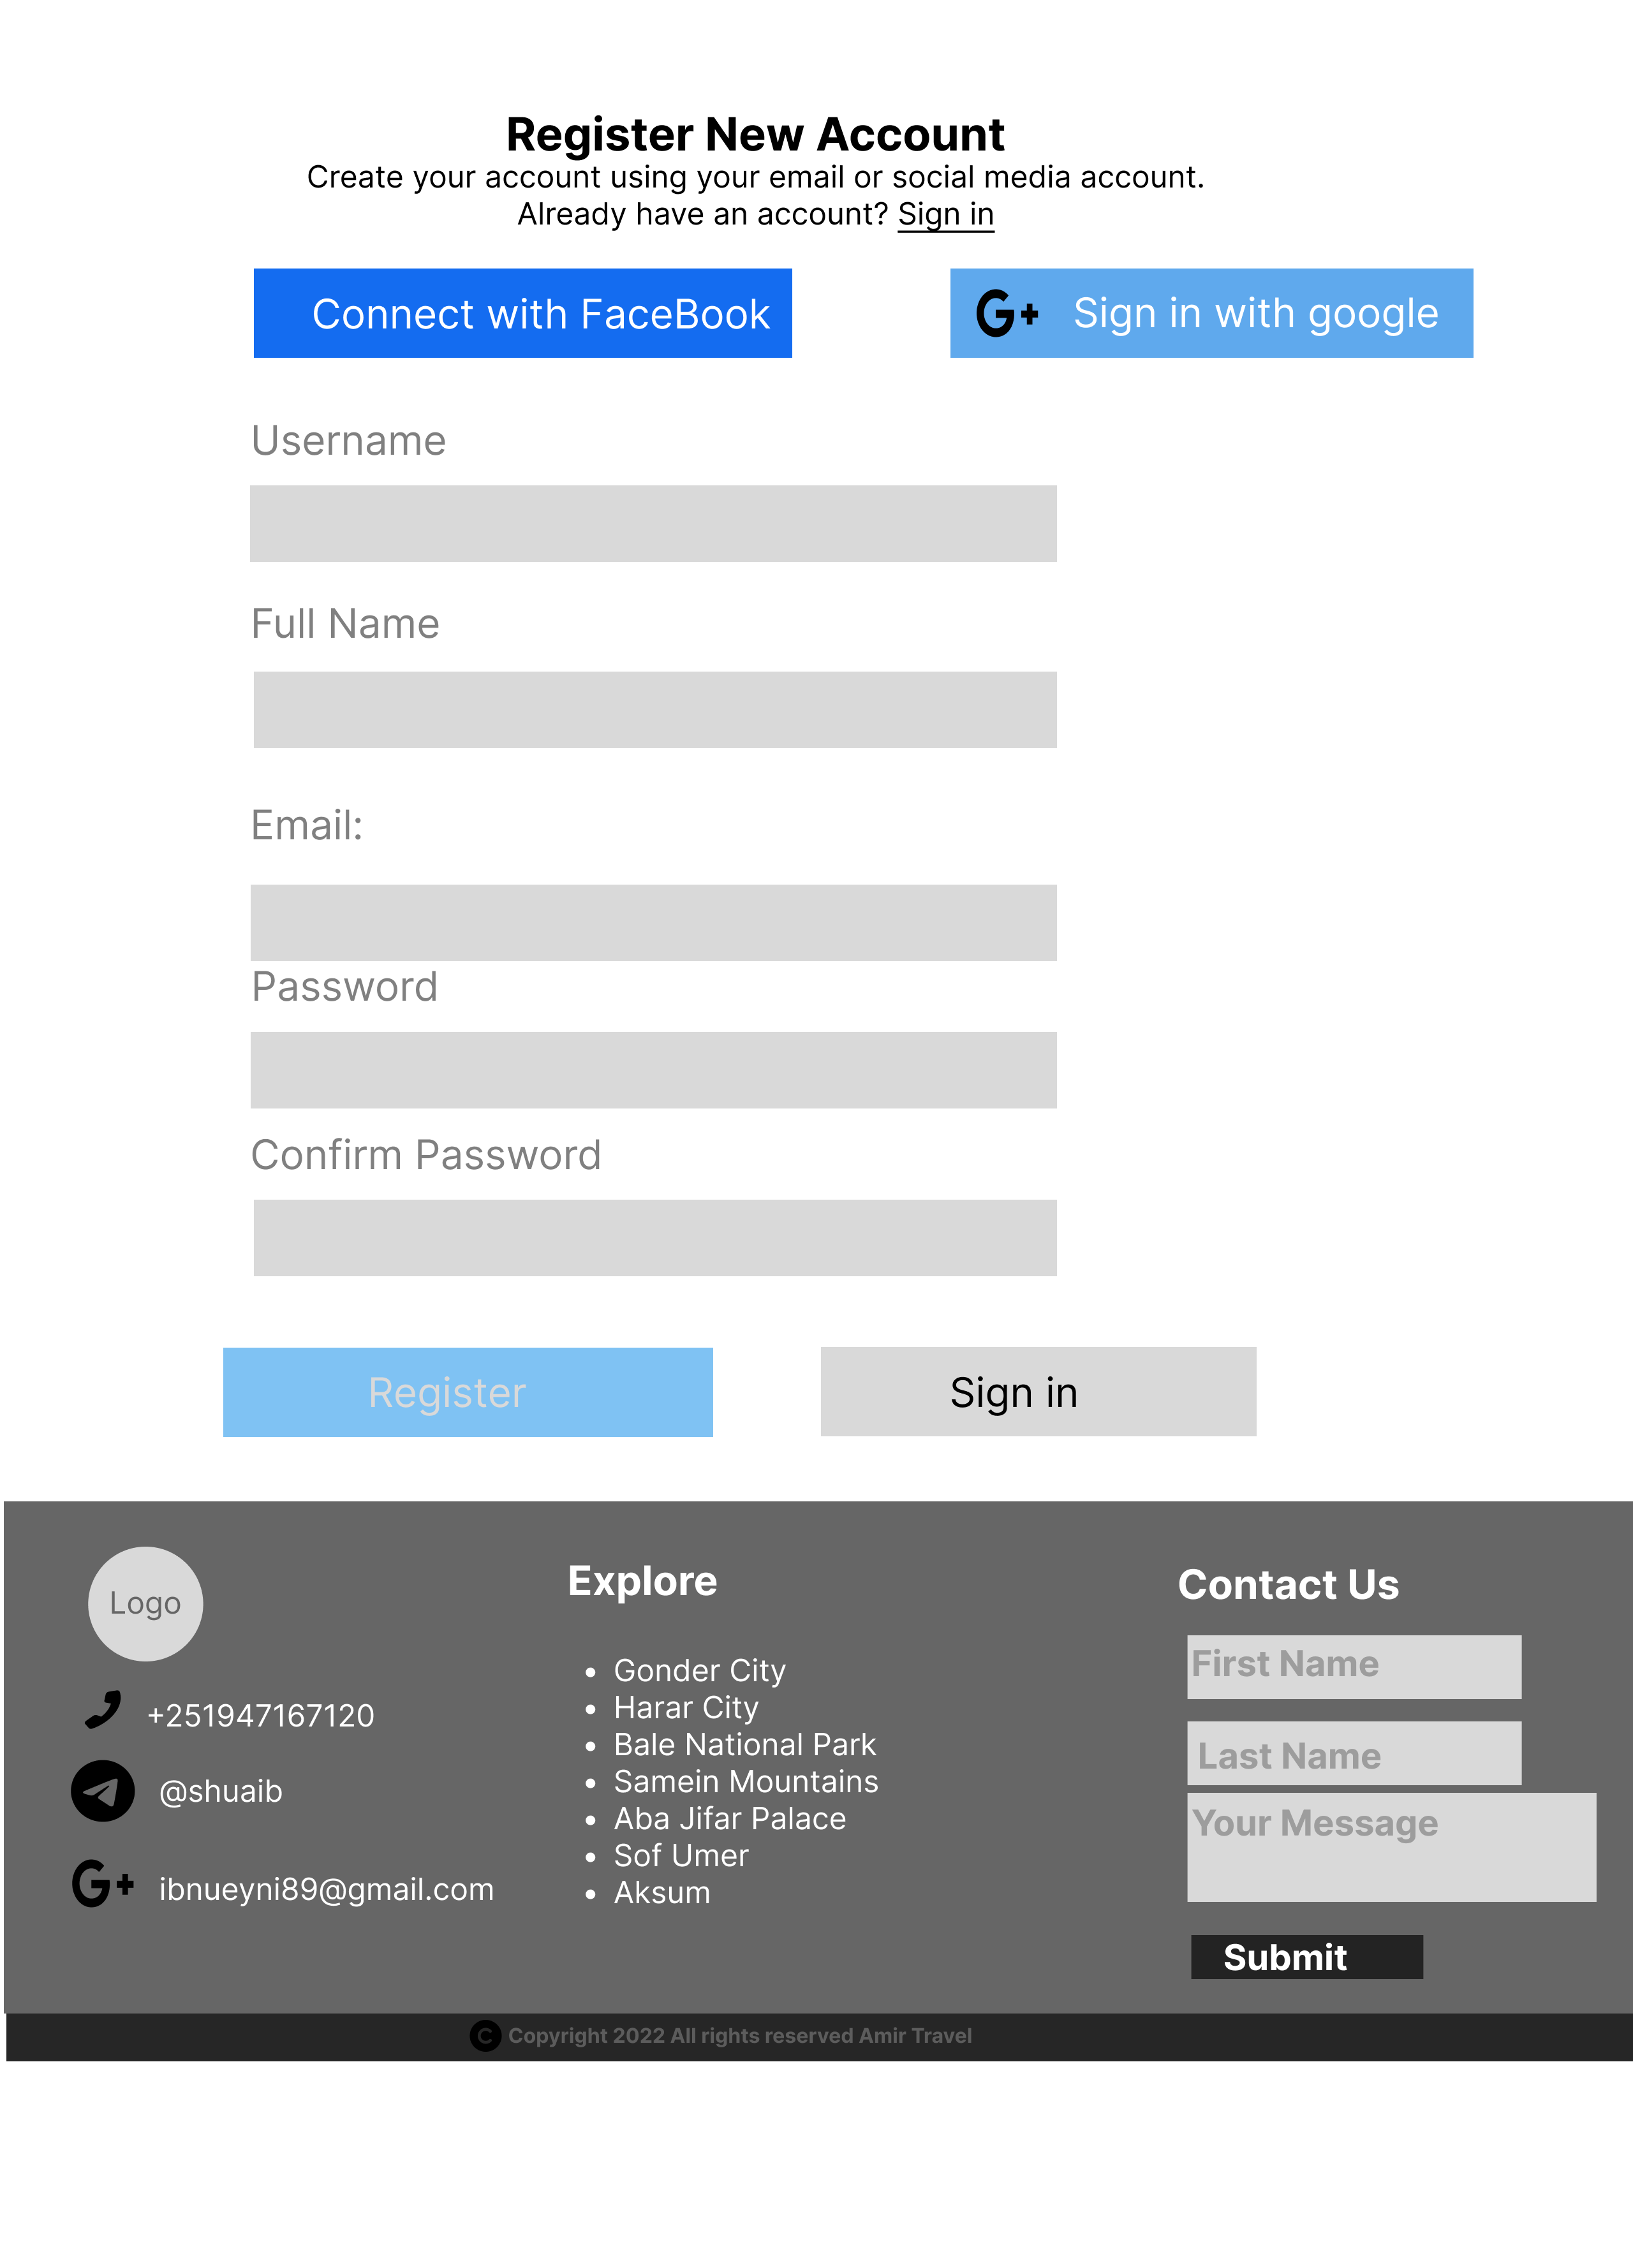 Register New Account
Create your account using your email or social media account.
Already have an account? Sign in
Connect with FaceBook
G+ Sign in with google
Username
Full Name
Email:
Password
Confirm Password
Register
Sign in
Logo
+251947167120
@shuaib
G+ ibnueyni89@gmail.com
Explore
• Gonder City
• Harar City
• Bale National Park
• Samein Mountains
• Aba Jifar Palace
• Sof Umer
• Aksum
Contact Us
First Name
Last Name
Your Message
Submit
© Copyright 2022 All rights reserved Amir Travel